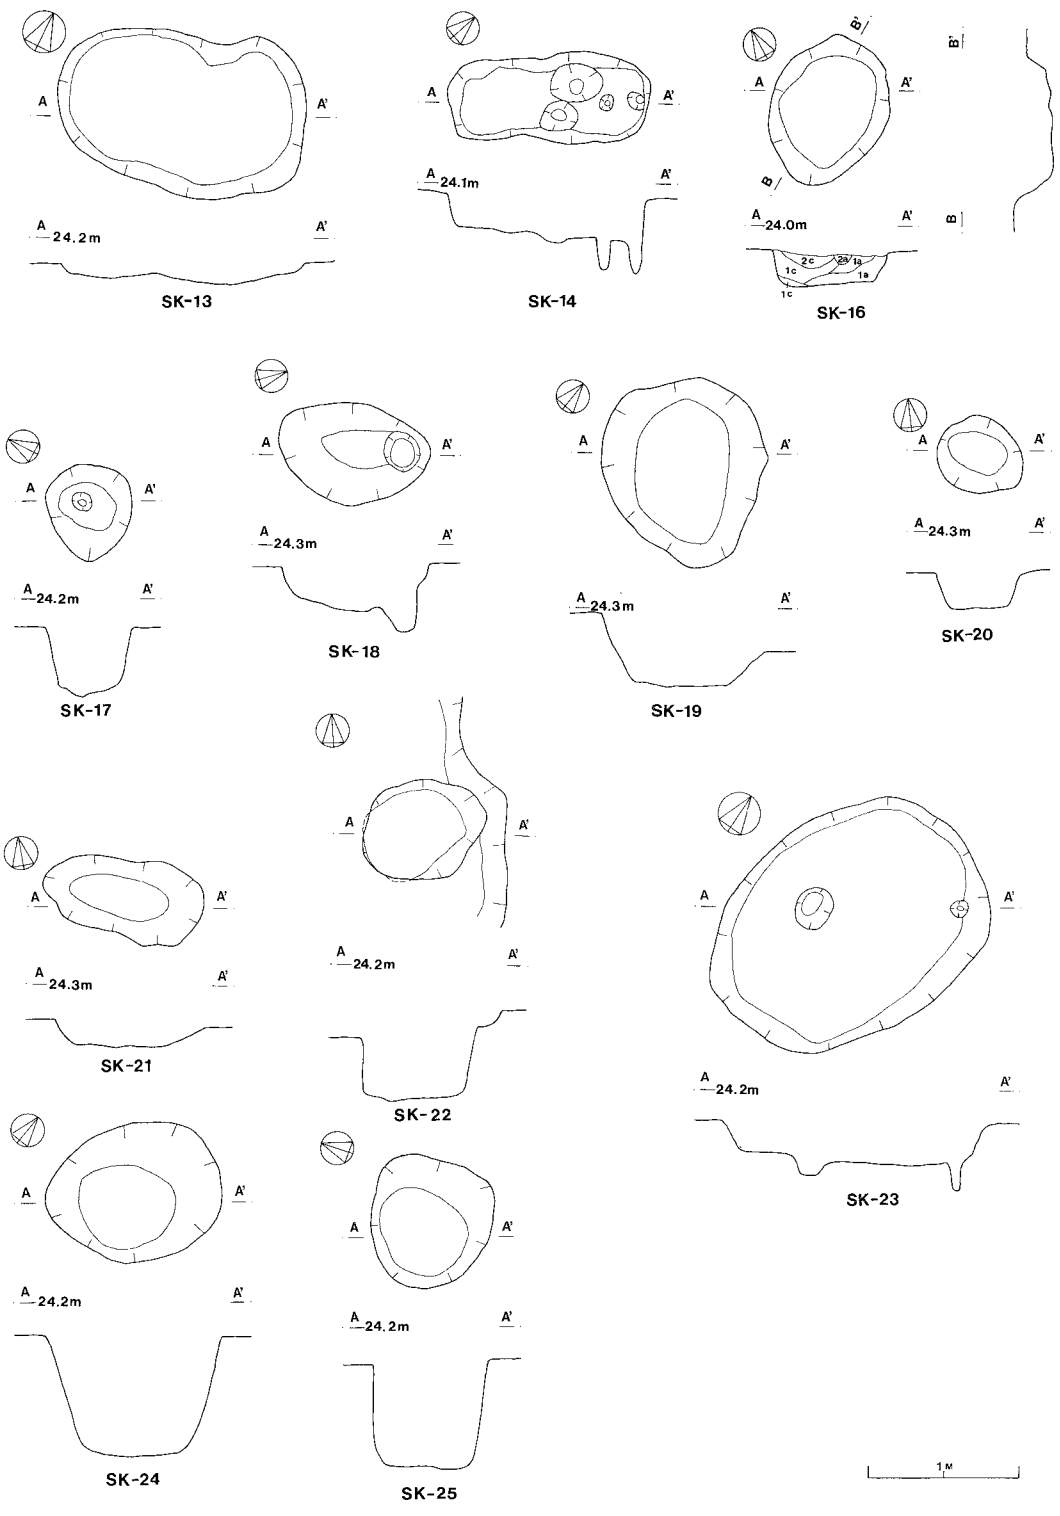 A A'
A 24.2m A'
SK-13
A A'
A 24.1m A'
SK-14
B'
A A'
B
A 24.0m A'
2c 2a 1a
1c 1a
1c
SK-16
B'
B
A A'
A 24.2m A'
SK-17
A A'
A 24.3m A'
SK-18
A A'
A 24.3m A'
SK-19
A A'
A 24.3m A'
SK-20
A A'
A 24.3m A'
SK-21
A A'
A 24.2m A'
SK-22
A A'
A 24.2m A'
SK-23
A A'
A 24.2m A'
SK-24
A A'
A 24.2m A'
SK-25
1M